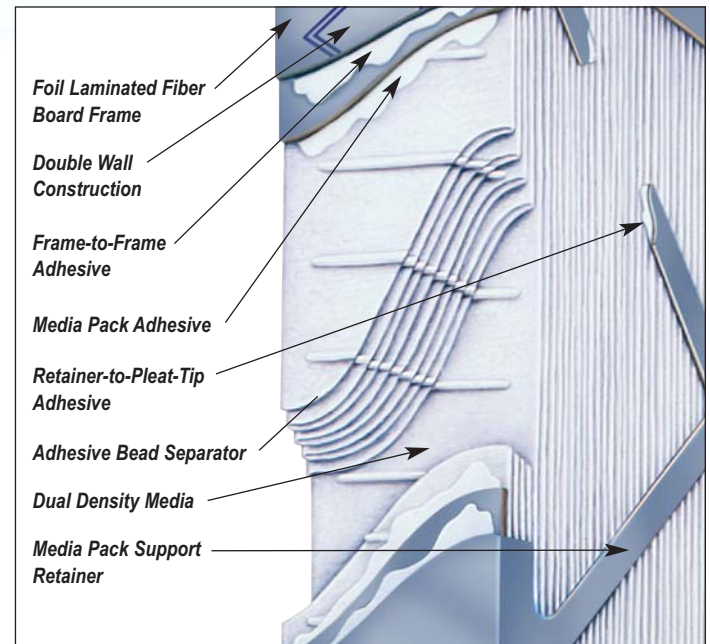 Foil Laminated Fiber
Board Frame
Double Wall
Construction
Frame-to-Frame
Adhesive
Media Pack Adhesive
Retainer-to-Pleat-Tip
Adhesive
Adhesive Bead Separator
Dual Density Media
Media Pack Support
Retainer